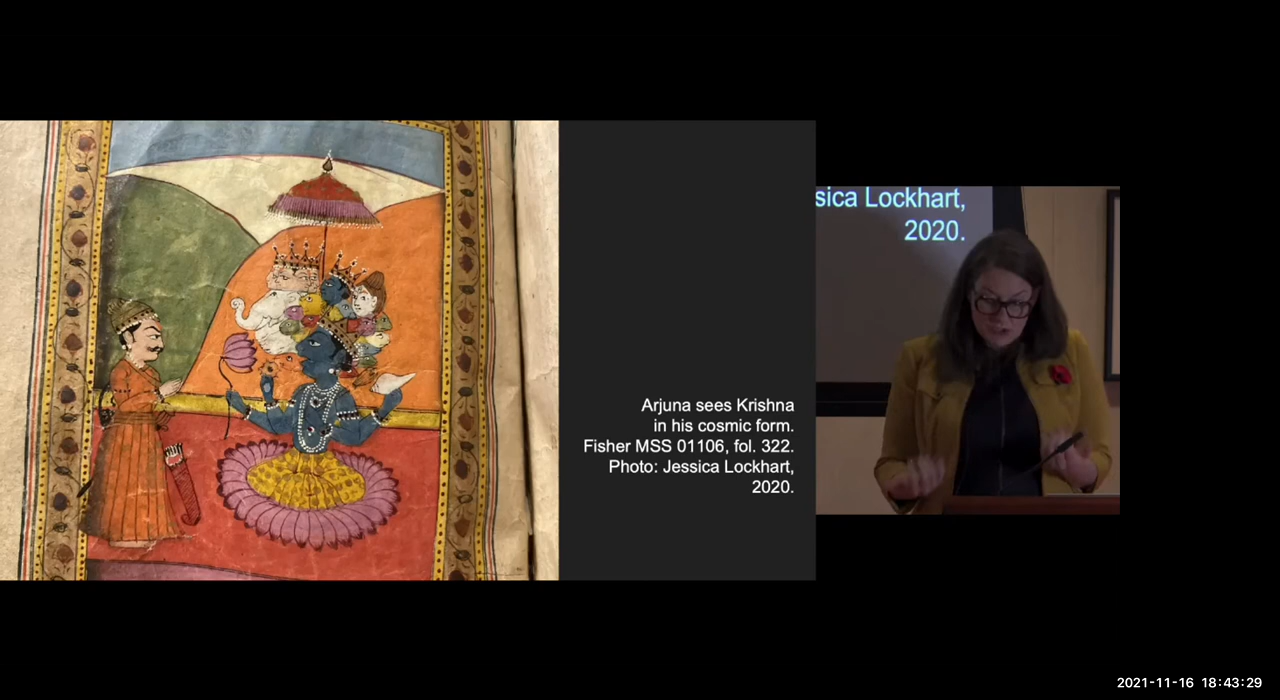 Arjuna sees Krishna
in his cosmic form.
Fisher MSS 01106, fol. 322.
Photo: Jessica Lockhart,
2020.
sica Lockhart,
2020.
2021-11-16 18:43:29